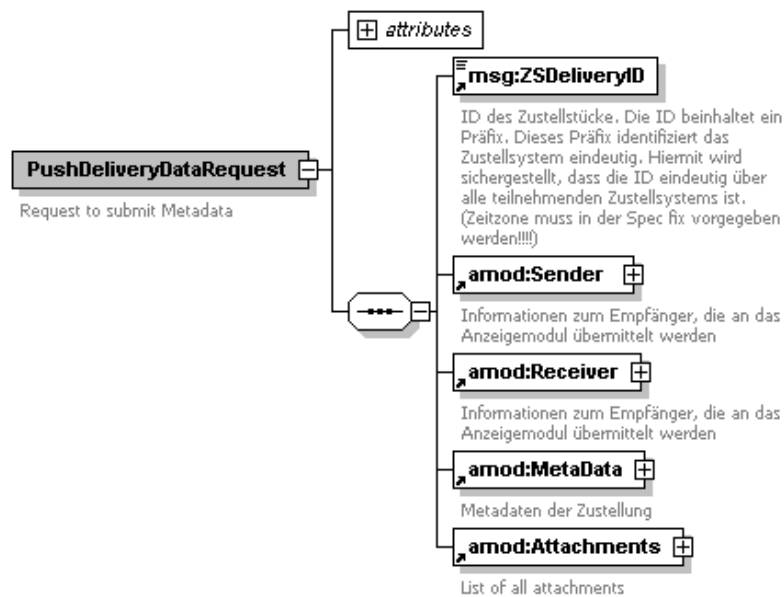 attributes
msg:ZSDeliveryID
ID des Zustellstücke. Die ID beinhaltet ein
Präfix. Dieses Präfix identifiziert das
Zustellsystem eindeutig. Hiermit wird
sichergestellt, dass die ID eindeutig über
alle teilnehmenden Zustellsystems ist.
(Zeitzone muss in der Spec fix vorgegeben
werden!!!!)
PushDeliveryDataRequest
Request to submit Metadata
amod:Sender
Informationen zum Empfänger, die an das
Anzeigemodul übermittelt werden
amod:Receiver
Informationen zum Empfänger, die an das
Anzeigemodul übermittelt werden
amod:MetaData
Metadaten der Zustellung
amod:Attachments
List of all attachments